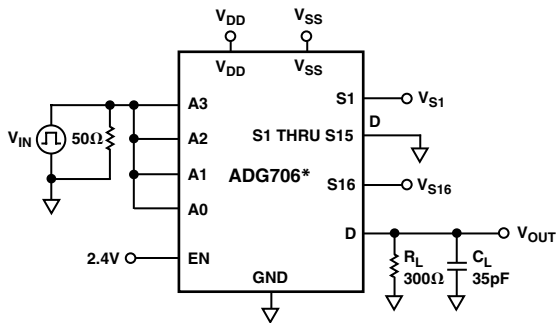 VDD
VSS
VDD
VSS
A3
S1
VS1
D
VIN
50Ω
A2
S1 THRU S15
A1
ADG706*
S16
VS16
A0
D
VOUT
2.4V
EN
RL
300Ω
CL
35pF
GND